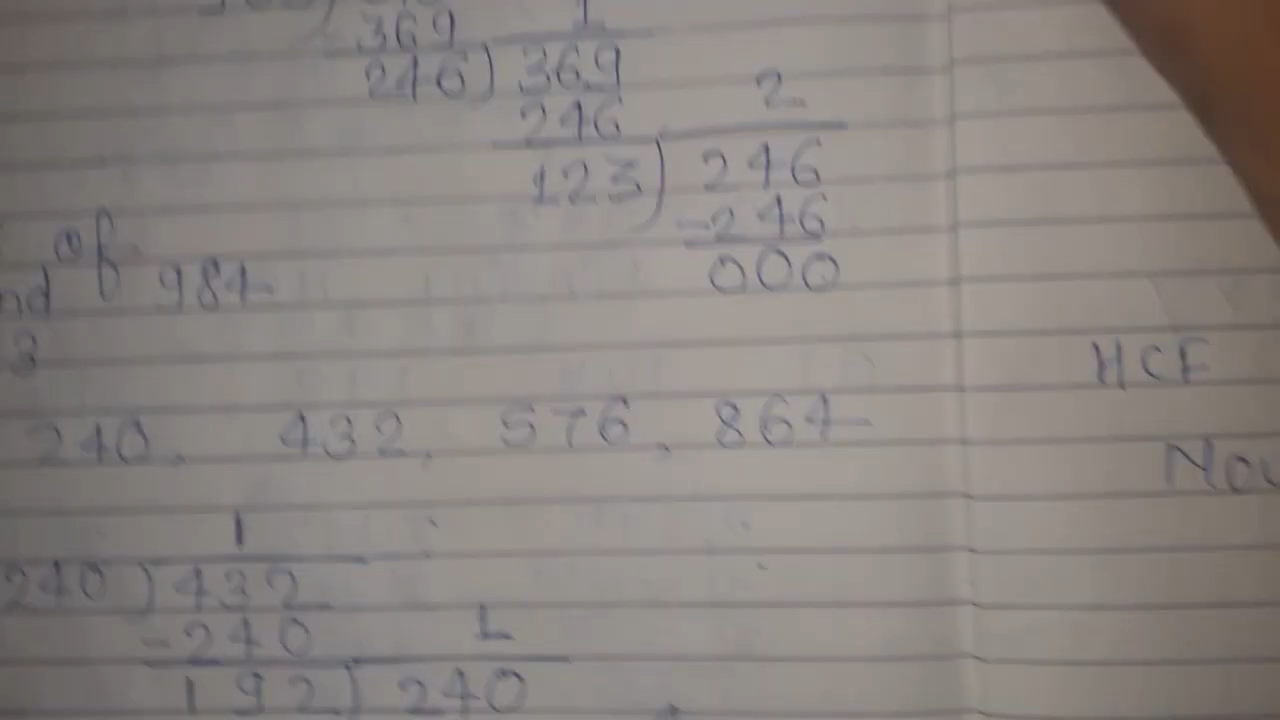 369 1
246) 369
246 2
123) 246
-246
000
of 984
nd
3
HCF
240, 432, 576, 864
Now
1
240) 432
-240 1
192) 240